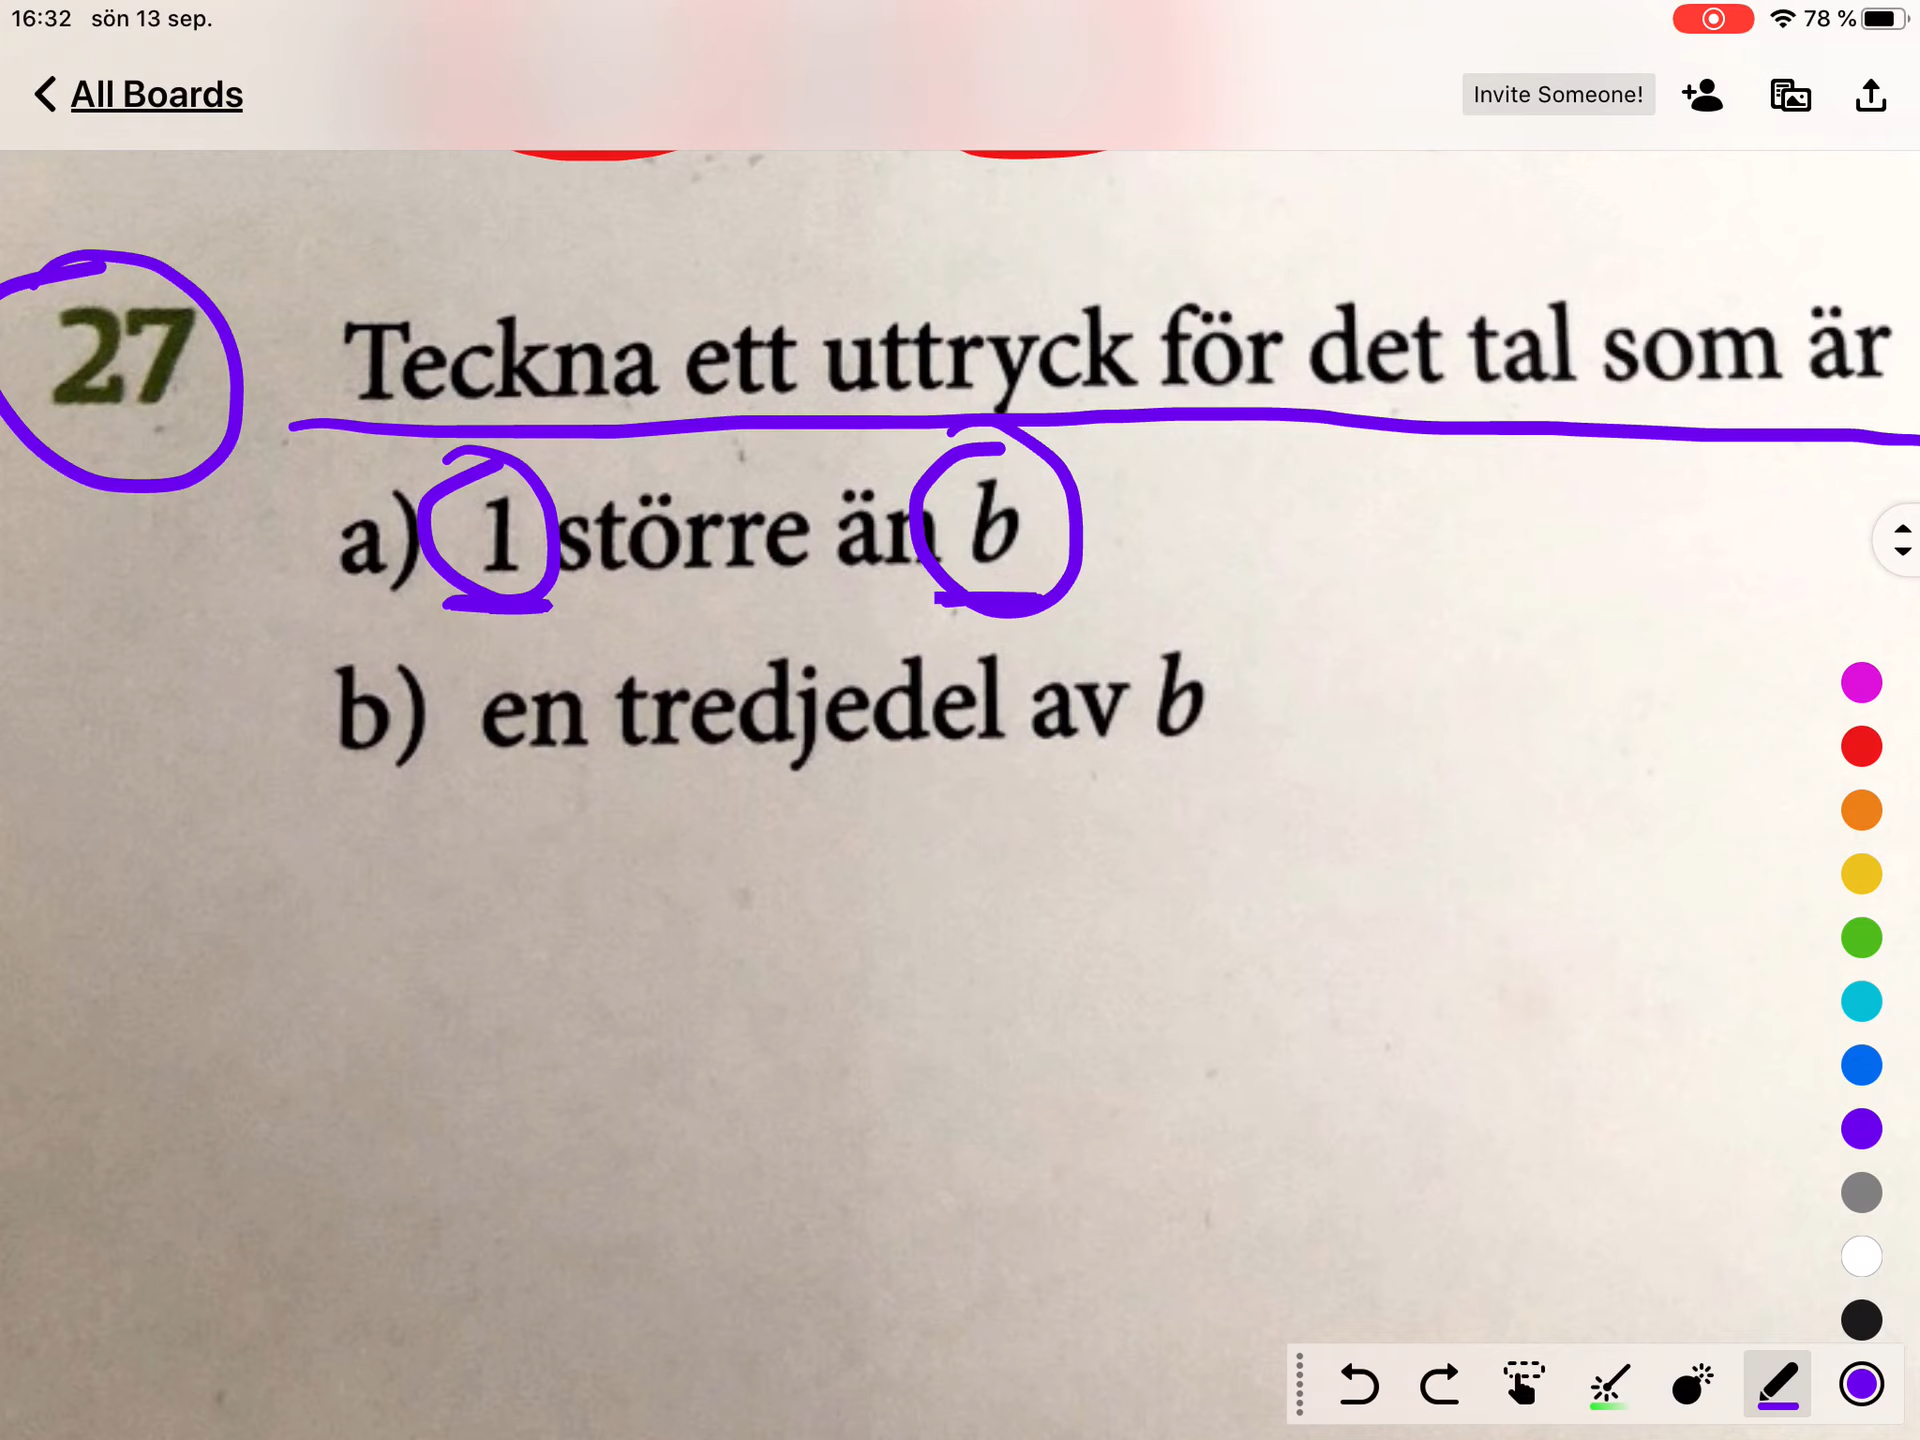 16:32 sön 13 sep. 78 %
All Boards Invite Someone!
27 Teckna ett uttryck för det tal som är
a) 1 större än b
b) en tredjedel av b